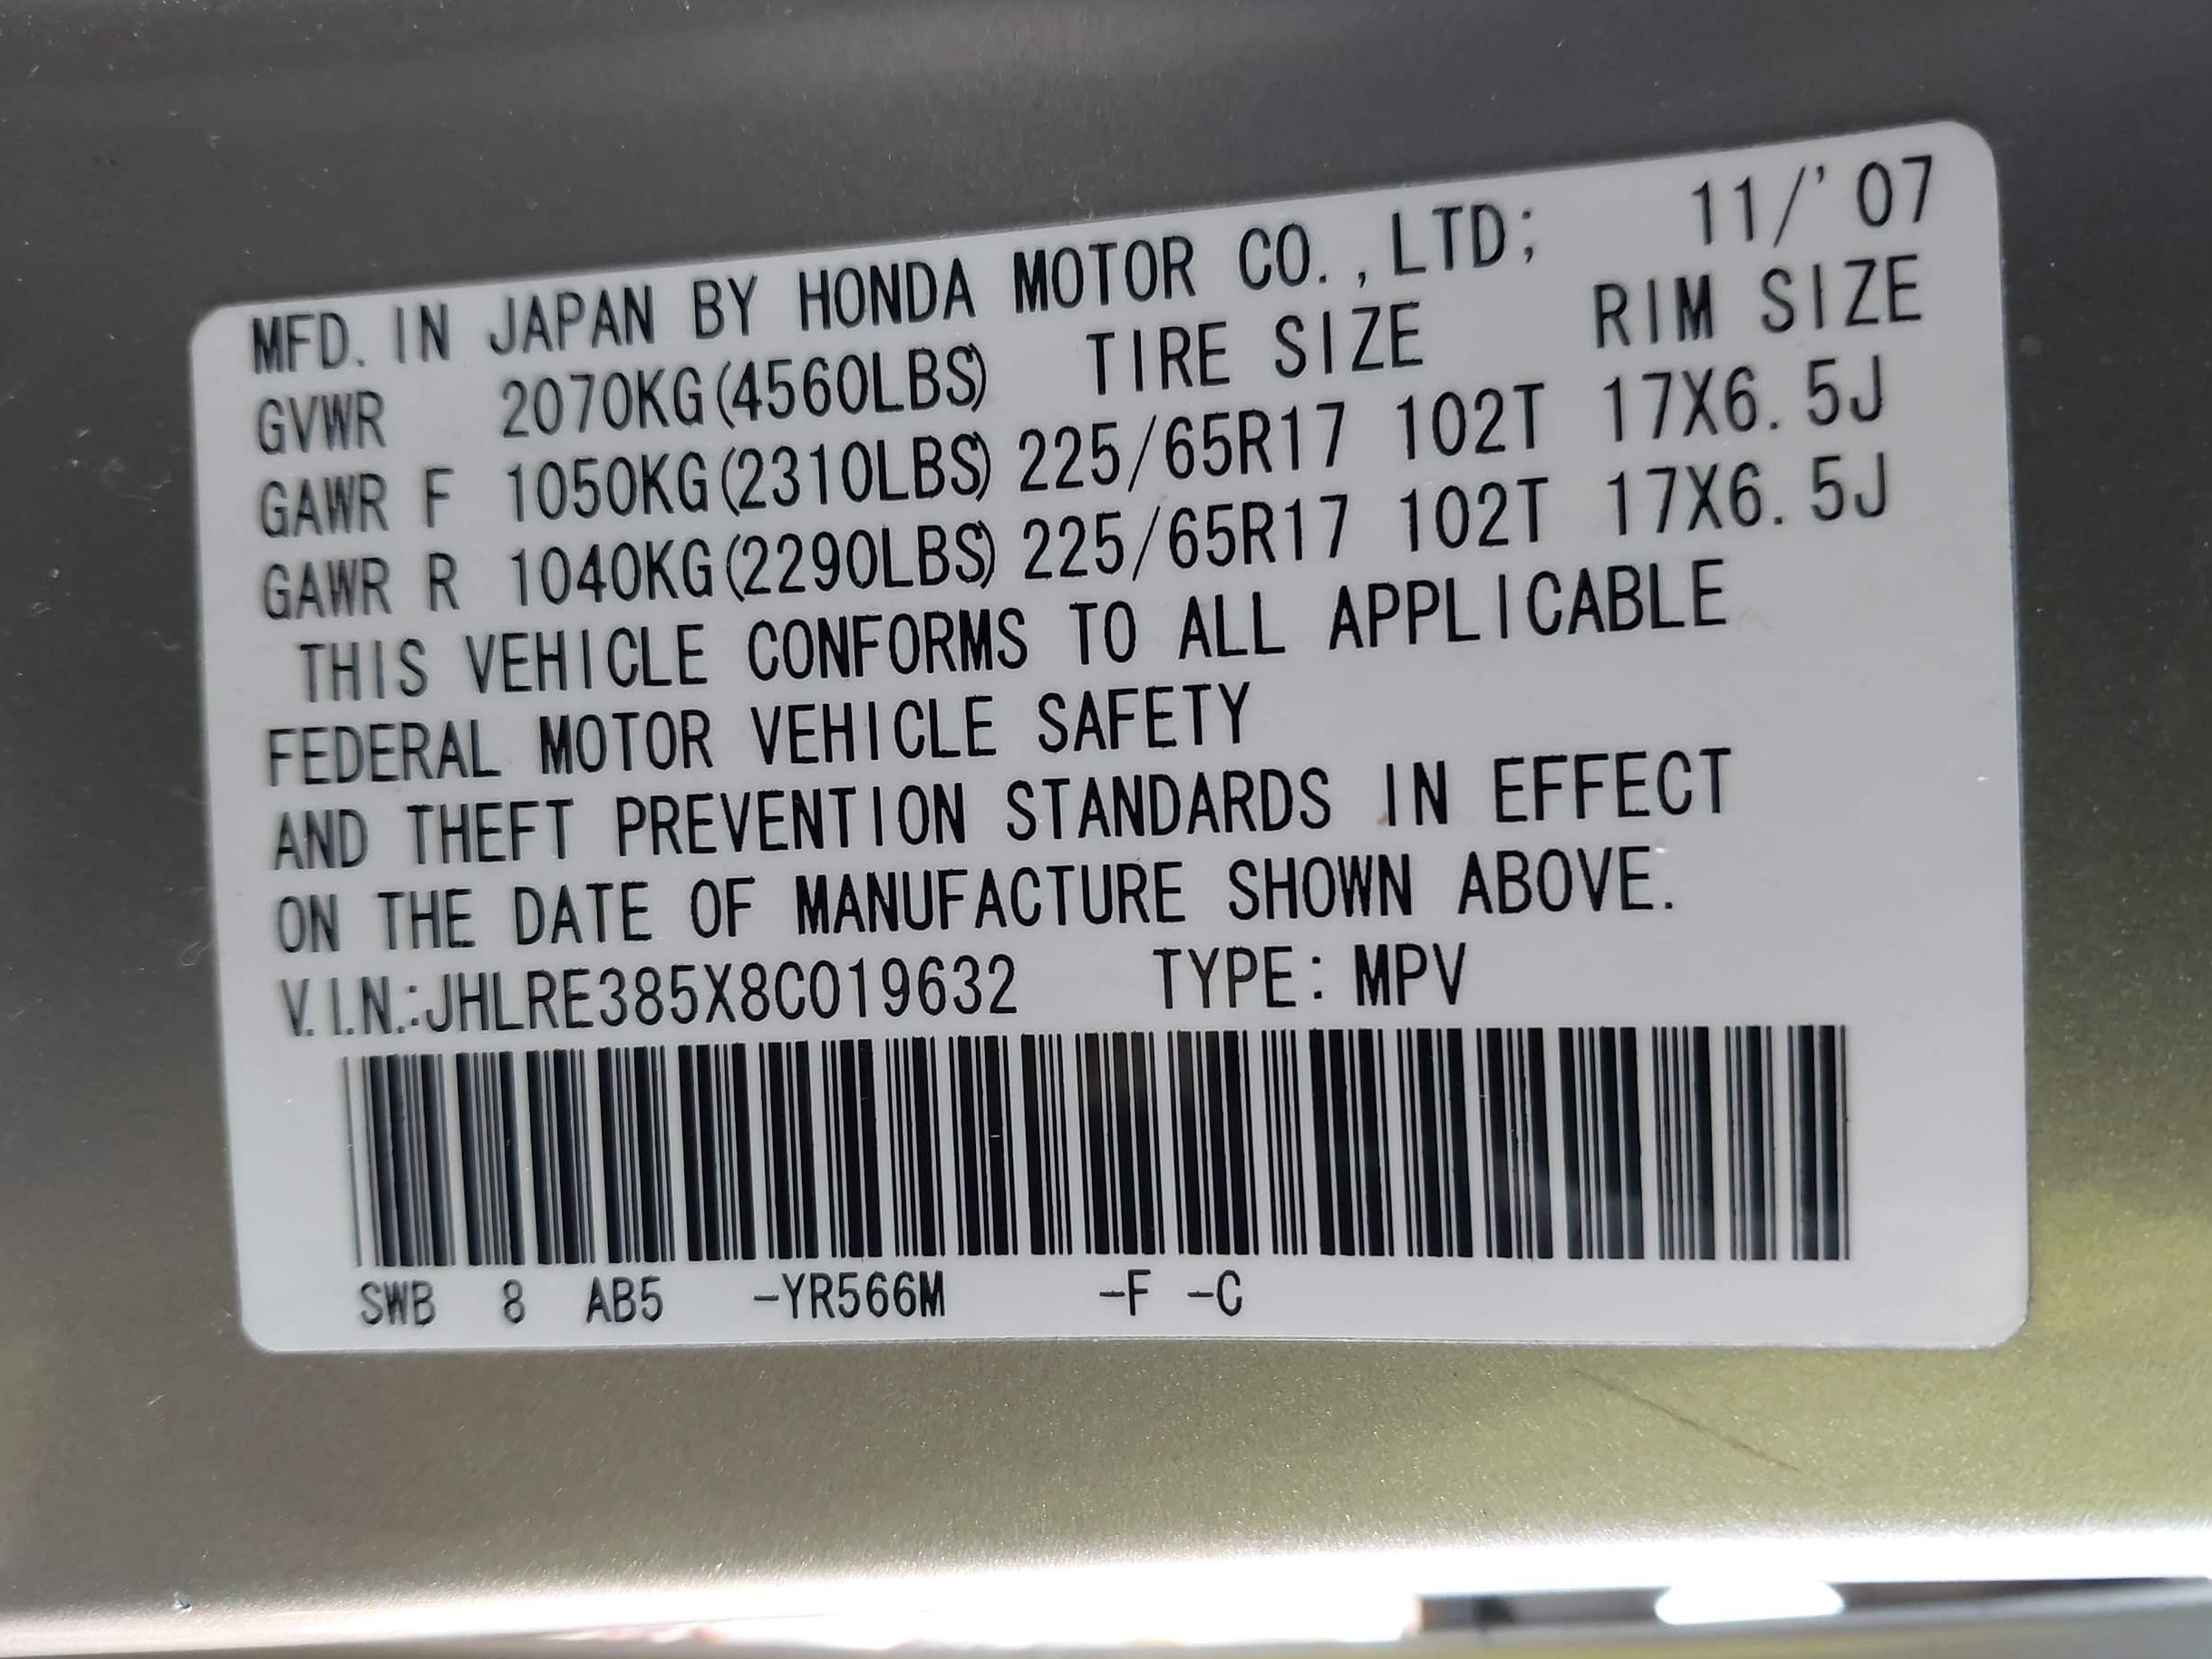 MFD. IN JAPAN BY HONDA MOTOR CO.,LTD; 11/'07
GVWR 2070KG(4560LBS) TIRE SIZE RIM SIZE
GAWR F 1050KG(2310LBS) 225/65R17 102T 17X6.5J
GAWR R 1040KG(2290LBS) 225/65R17 102T 17X6.5J
THIS VEHICLE CONFORMS TO ALL APPLICABLE
FEDERAL MOTOR VEHICLE SAFETY
AND THEFT PREVENTION STANDARDS IN EFFECT
ON THE DATE OF MANUFACTURE SHOWN ABOVE.
V.I.N.:JHLRE385X8C019632 TYPE: MPV
SWB 8 AB5 -YR566M -F -C